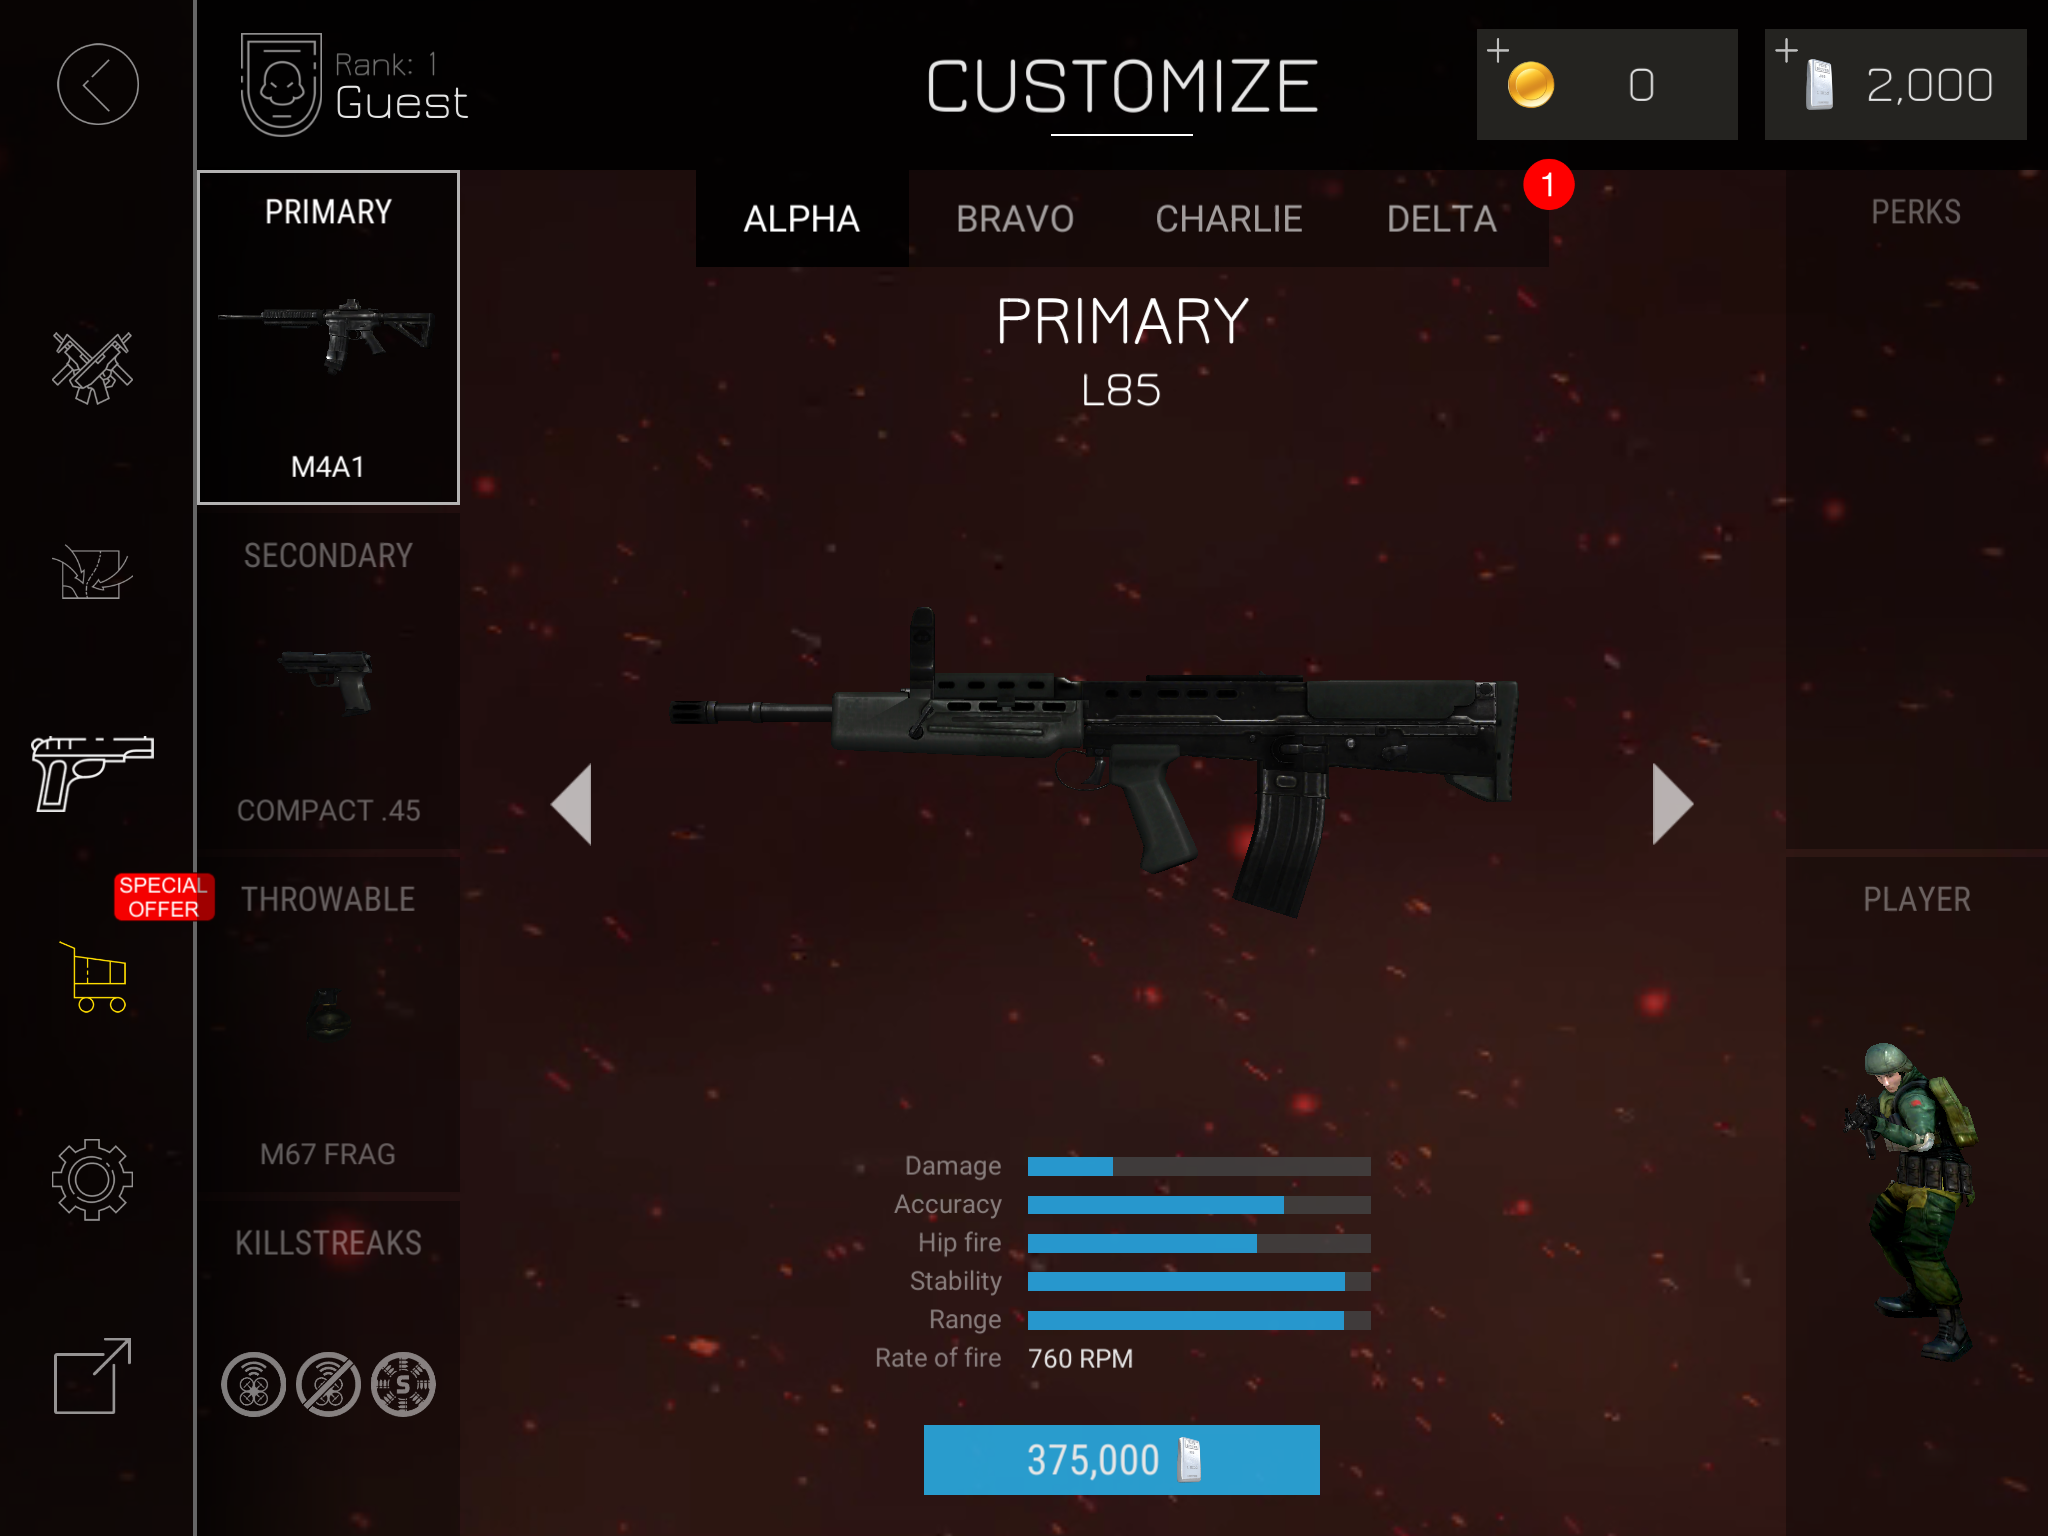 Rank: 1
Guest
CUSTOMIZE
0
2,000
PRIMARY
M4A1
SECONDARY
COMPACT .45
SPECIAL
OFFER
THROWABLE
M67 FRAG
KILLSTREAKS
S
ALPHA
BRAVO
CHARLIE
DELTA
1
PRIMARY
L85
Damage
Accuracy
Hip fire
Stability
Range
Rate of fire 760 RPM
375,000
PERKS
PLAYER